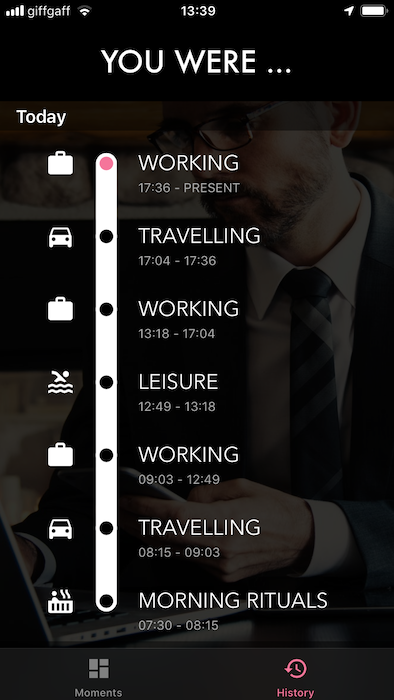 giffgaff
13:39
YOU WERE ...
Today
WORKING
17:36 - PRESENT
TRAVELLING
17:04 - 17:36
WORKING
13:18 - 17:04
LEISURE
12:49 - 13:18
WORKING
09:03 - 12:49
TRAVELLING
08:15 - 09:03
MORNING RITUALS
07:30 - 08:15
Moments
History